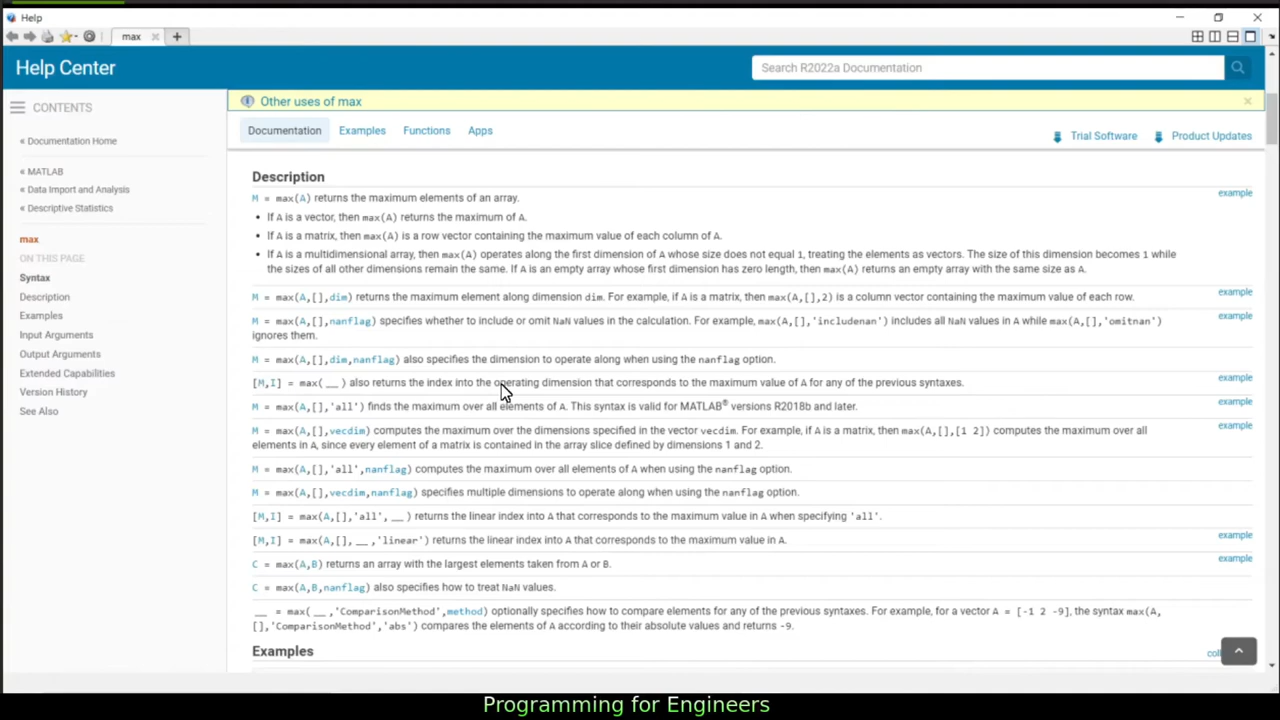 Help
max
Help Center
Search R2022a Documentation
CONTENTS
« Documentation Home
« MATLAB
« Data Import and Analysis
« Descriptive Statistics
max
ON THIS PAGE
Syntax
Description
Examples
Input Arguments
Output Arguments
Extended Capabilities
Version History
See Also
Other uses of max
Documentation
Examples
Functions
Apps
Trial Software
Product Updates
Description
M = max(A) returns the maximum elements of an array.
example
• If A is a vector, then max(A) returns the maximum of A.
• If A is a matrix, then max(A) is a row vector containing the maximum value of each column of A.
• If A is a multidimensional array, then max(A) operates along the first dimension of A whose size does not equal 1, treating the elements as vectors. The size of this dimension becomes 1 while
the sizes of all other dimensions remain the same. If A is an empty array whose first dimension has zero length, then max(A) returns an empty array with the same size as A.
M = max(A,[],dim) returns the maximum element along dimension dim. For example, if A is a matrix, then max(A,[],2) is a column vector containing the maximum value of each row.
example
M = max(A,[],nanflag) specifies whether to include or omit NaN values in the calculation. For example, max(A,[],'includenan') includes all NaN values in A while max(A,[],'omitnan')
example
ignores them.
M = max(A,[],dim,nanflag) also specifies the dimension to operate along when using the nanflag option.
[M,I] = max(__) also returns the index into the operating dimension that corresponds to the maximum value of A for any of the previous syntaxes.
example
M = max(A,[],'all') finds the maximum over all elements of A. This syntax is valid for MATLAB® versions R2018b and later.
example
M = max(A,[],vecdim) computes the maximum over the dimensions specified in the vector vecdim. For example, if A is a matrix, then max(A,[],[1 2]) computes the maximum over all
example
elements in A, since every element of a matrix is contained in the array slice defined by dimensions 1 and 2.
M = max(A,[],'all',nanflag) computes the maximum over all elements of A when using the nanflag option.
M = max(A,[],vecdim,nanflag) specifies multiple dimensions to operate along when using the nanflag option.
[M,I] = max(A,[],'all',__) returns the linear index into A that corresponds to the maximum value in A when specifying 'all'.
[M,I] = max(A,[],__,'linear') returns the linear index into A that corresponds to the maximum value in A.
example
C = max(A,B) returns an array with the largest elements taken from A or B.
example
C = max(A,B,nanflag) also specifies how to treat NaN values.
__ = max(__,'ComparisonMethod',method) optionally specifies how to compare elements for any of the previous syntaxes. For example, for a vector A = [-1 2 -9], the syntax max(A,
[],'ComparisonMethod','abs') compares the elements of A according to their absolute values and returns -9.
Examples
Programming for Engineers